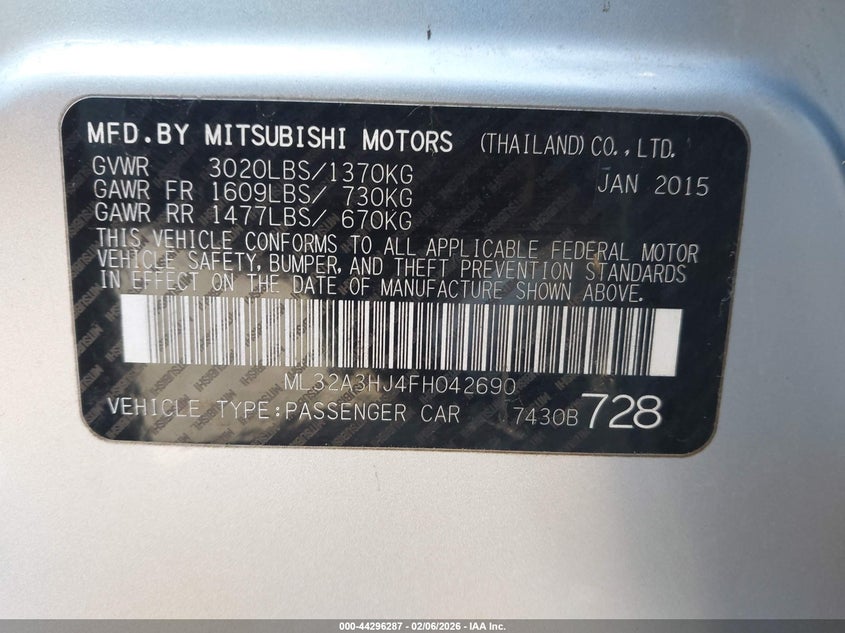 MFD.BY MITSUBISHI MOTORS (THAILAND)CO.,LTD.
GVWR 3020LBS/1370KG JAN 2015
GAWR FR 1609LBS/ 730KG
GAWR RR 1477LBS/ 670KG
THIS VEHICLE CONFORMS TO ALL APPLICABLE FEDERAL MOTOR
VEHICLE SAFETY, BUMPER, AND THEFT PREVENTION STANDARDS
IN EFFECT ON THE DATE OF MANUFACTURE SHOWN ABOVE.
ML32A3HJ4FH042690
VEHICLE TYPE:PASSENGER CAR 7430B 728
000-44296287 - 02/06/2026 - IAA Inc.